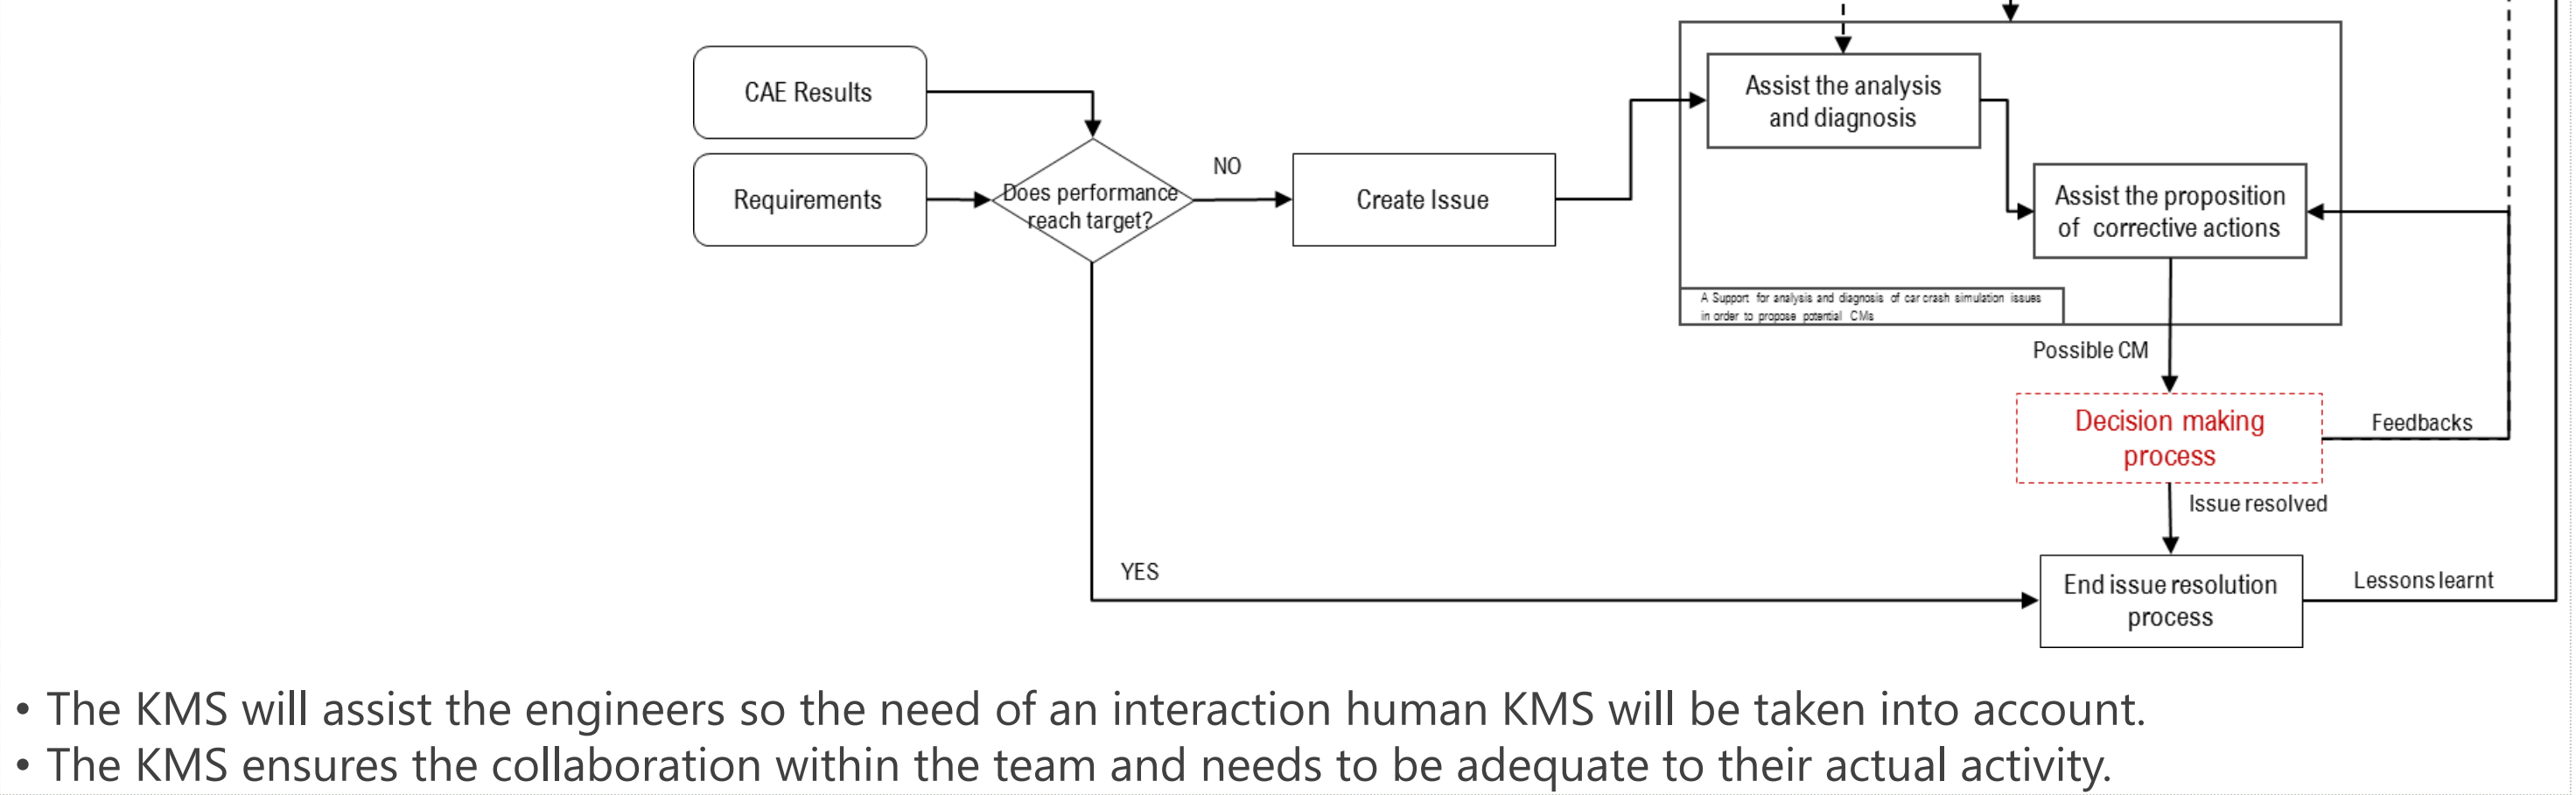 CAE Results
Requirements
Does performance
reach target?
NO
Create Issue
Assist the analysis
and diagnosis
Assist the proposition
of corrective actions
A Support for analysis and diagnosis of car crash simulation issues
in order to propose potential CMs
Possible CM
Decision making
process
Feedbacks
Issue resolved
YES
End issue resolution
process
Lessons learnt
• The KMS will assist the engineers so the need of an interaction human KMS will be taken into account.
• The KMS ensures the collaboration within the team and needs to be adequate to their actual activity.